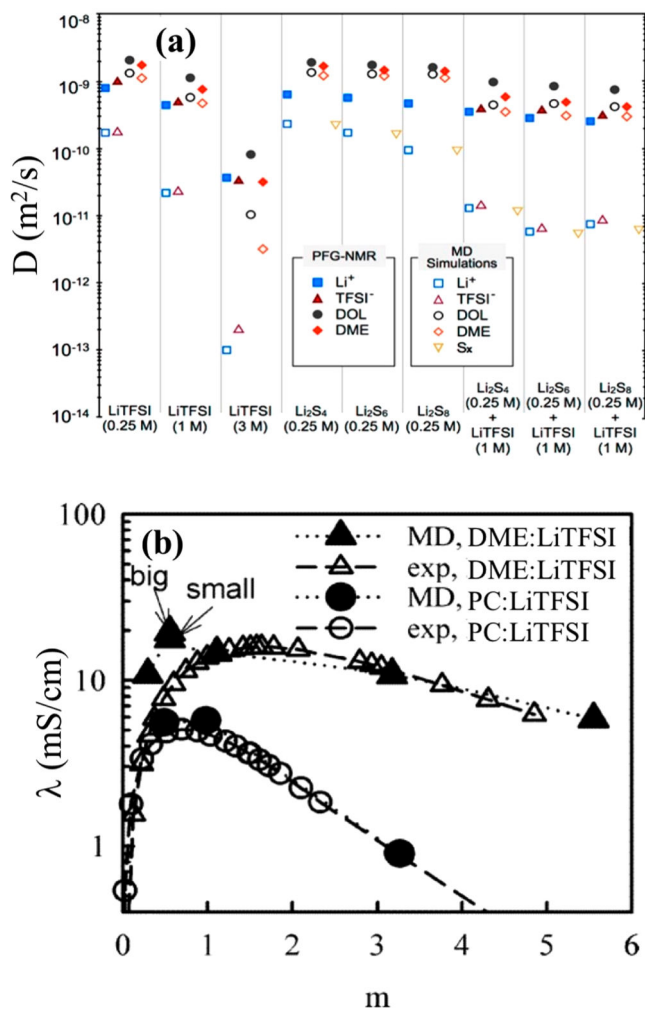 (a)
10⁻⁸
10⁻⁹
10⁻¹⁰
10⁻¹¹
10⁻¹²
10⁻¹³
10⁻¹⁴
D (m²/s)
PFG-NMR
Li⁺
TFSI⁻
DOL
DME
MD
Simulations
Li⁺
TFSI⁻
DOL
DME
Sx
LiTFSI
(0.25 M)
LiTFSI
(1 M)
LiTFSI
(3 M)
Li₂S₄
(0.25 M)
Li₂S₆
(0.25 M)
Li₂S₈
(0.25 M)
Li₂S₄
(0.25 M)
+
LiTFSI
(1 M)
Li₂S₆
(0.25 M)
+
LiTFSI
(1 M)
Li₂S₈
(0.25 M)
+
LiTFSI
(1 M)
(b)
100
10
1
λ (mS/cm)
big
small
MD, DME:LiTFSI
exp, DME:LiTFSI
MD, PC:LiTFSI
exp, PC:LiTFSI
0 1 2 3 4 5 6
m